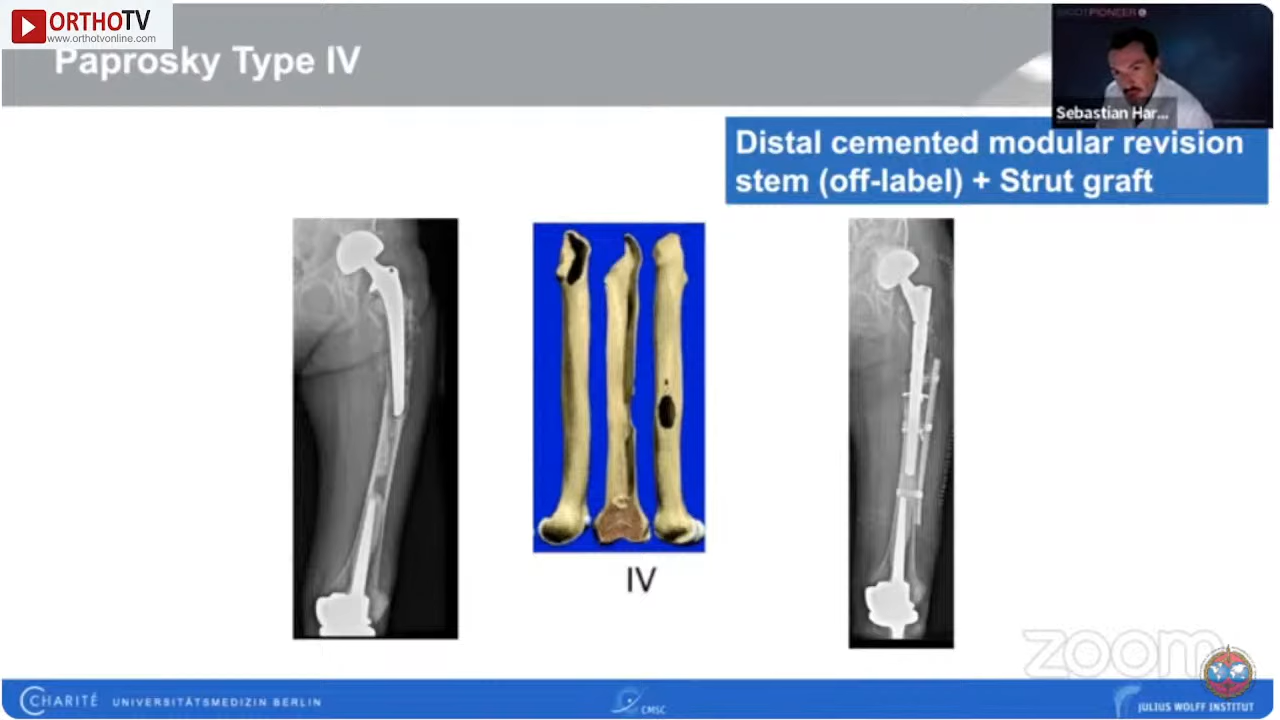 ORTHOTV
www.orthotvonline.com
Paprosky Type IV
Sebastian Har...
Distal cemented modular revision
stem (off-label) + Strut graft
IV
zoom
CHARITÉ UNIVERSITÄTSMEDIZIN BERLIN
CMSC
JULIUS WOLFF INSTITUT